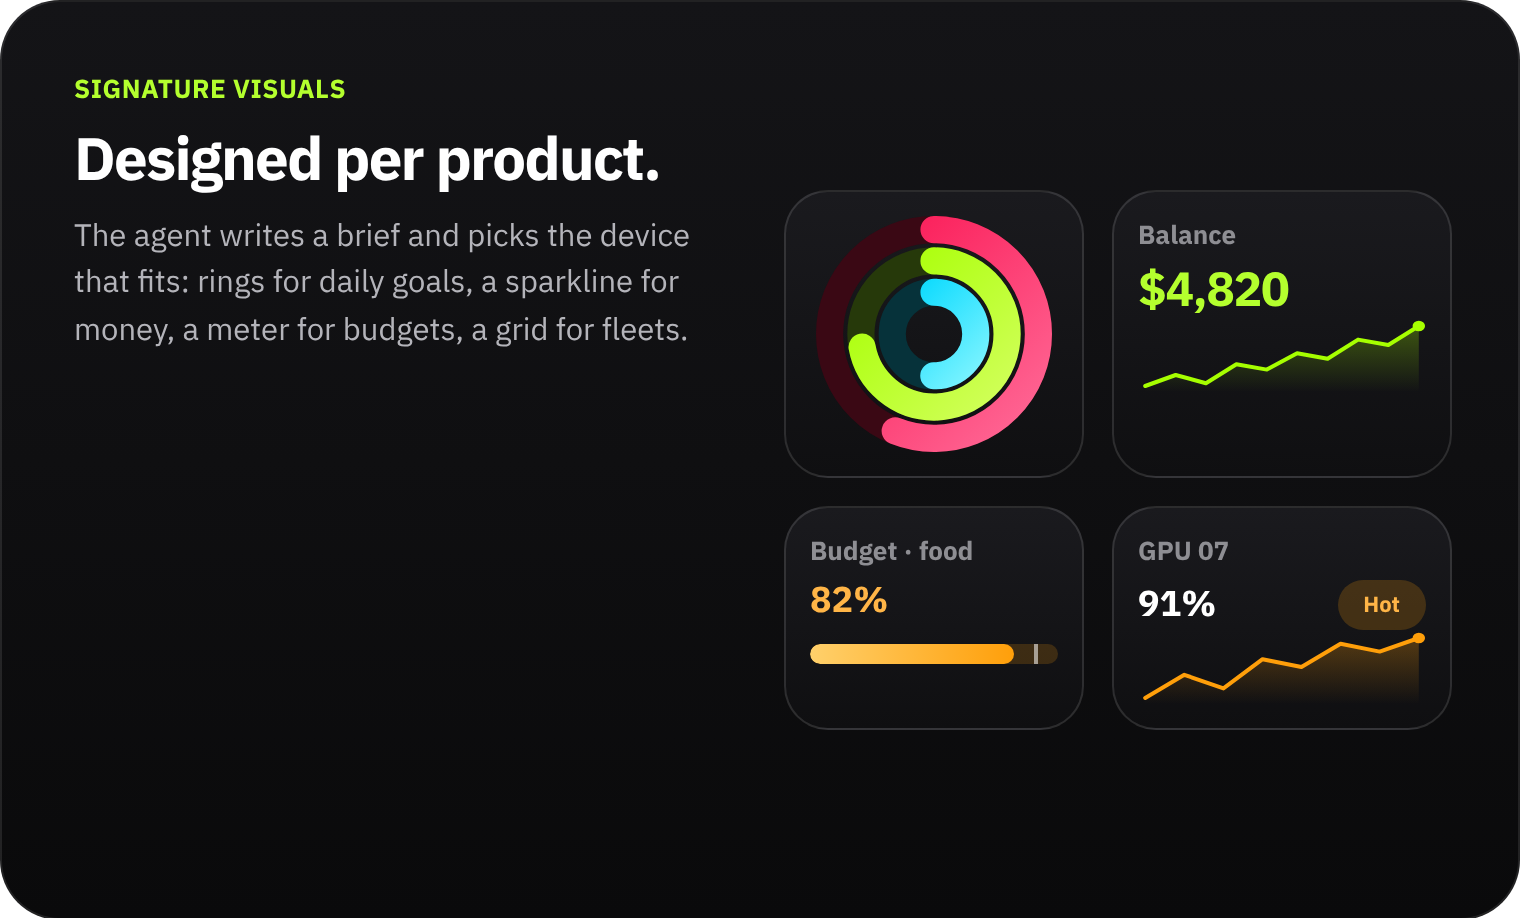 SIGNATURE VISUALS
Designed per product.
The agent writes a brief and picks the device
that fits: rings for daily goals, a sparkline for
money, a meter for budgets, a grid for fleets.
Balance
$4,820
Budget · food
82%
GPU 07
91%
Hot